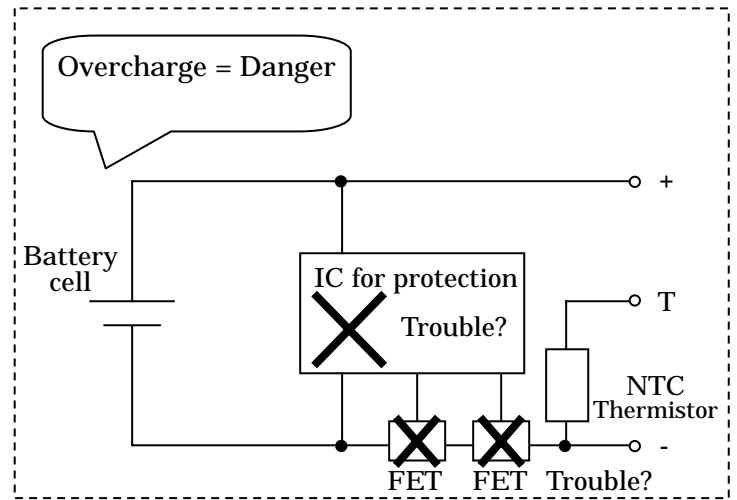 Overcharge = Danger
+
Battery
cell
IC for protection
Trouble?
T
NTC
Thermistor
-
FET
FET
Trouble?